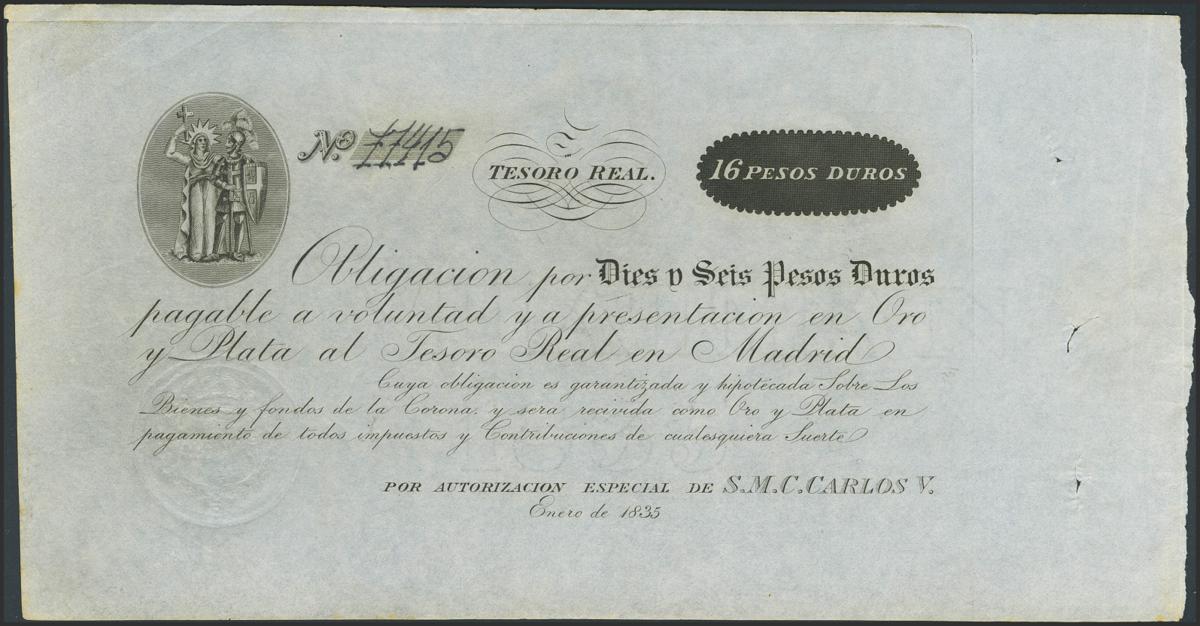 No. 77415
TESORO REAL.
16 PESOS DUROS
Obligacion por Dies y Seis Pesos Duros
pagable a voluntad y a presentacion en Oro
y Plata al Tesoro Real en Madrid
Cuya obligacion es garantizada y hipotécada Sobre Los
Bienes y fondos de la Corona. y sera recivida como Oro y Plata en
pagamiento de todos impuestos y Contribuciones de cualesquiera Suerte
POR AUTORIZACION ESPECIAL DE S.M.C.CARLOS V.
Enero de 1835